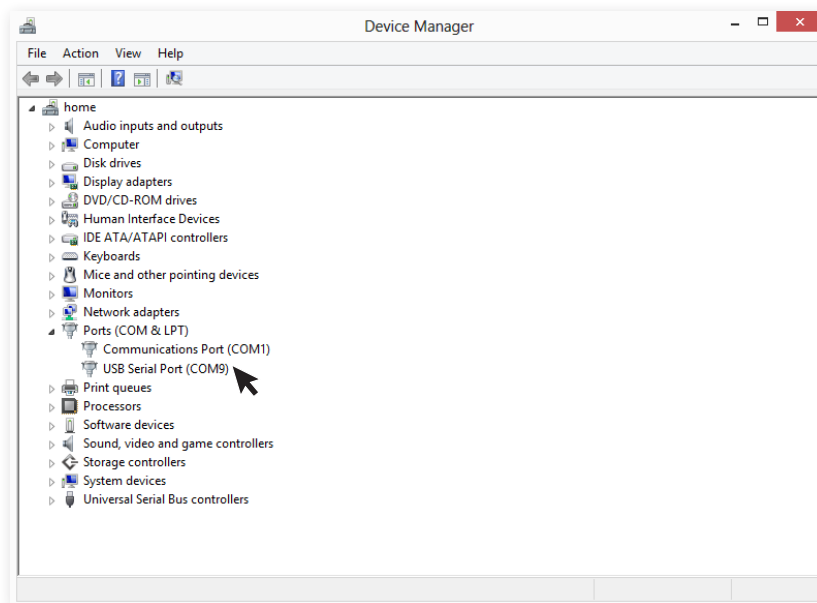 Device Manager
File Action View Help
home
Audio inputs and outputs
Computer
Disk drives
Display adapters
DVD/CD-ROM drives
Human Interface Devices
IDE ATA/ATAPI controllers
Keyboards
Mice and other pointing devices
Monitors
Network adapters
Ports (COM & LPT)
Communications Port (COM1)
USB Serial Port (COM9)
Print queues
Processors
Software devices
Sound, video and game controllers
Storage controllers
System devices
Universal Serial Bus controllers